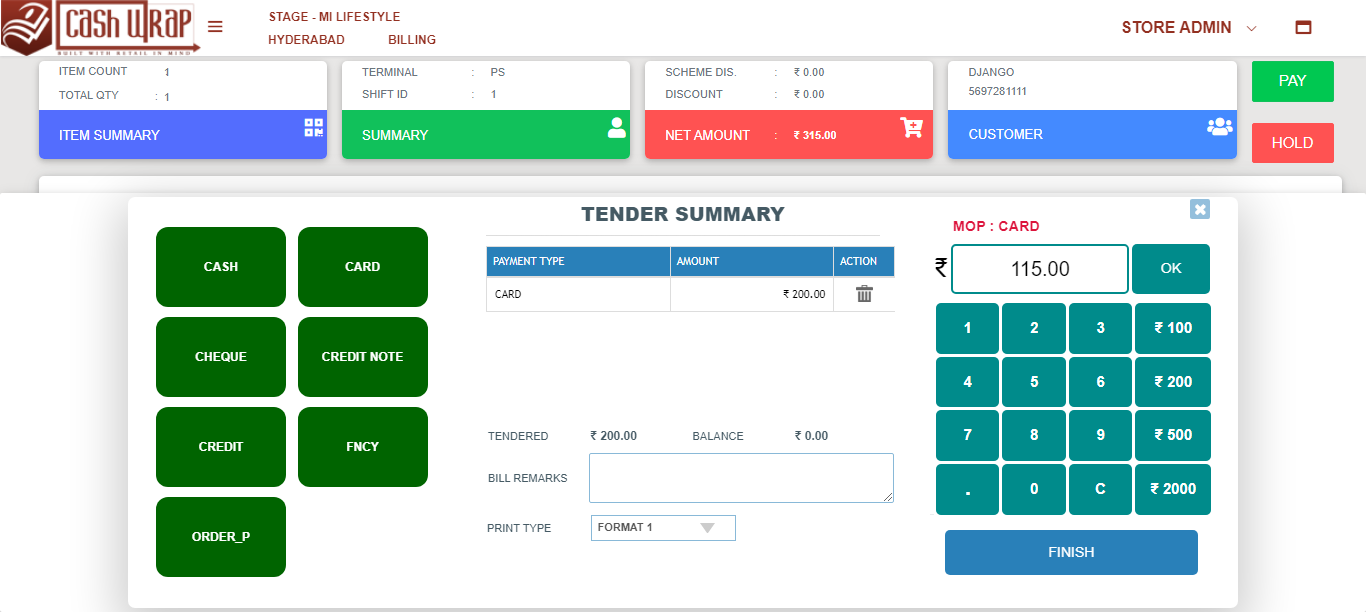 CASH WRAP
BUILT WITH RETAIL IN MIND
STAGE - MI LIFESTYLE
HYDERABAD BILLING
STORE ADMIN
ITEM COUNT 1
TOTAL QTY : 1
ITEM SUMMARY
TERMINAL : PS
SHIFT ID : 1
SUMMARY
SCHEME DIS. : ₹ 0.00
DISCOUNT : ₹ 0.00
NET AMOUNT : ₹ 315.00
DJANGO
5697281111
CUSTOMER
PAY
HOLD
CASH CARD
CHEQUE CREDIT NOTE
CREDIT FNCY
ORDER_P
TENDER SUMMARY
PAYMENT TYPE AMOUNT ACTION
CARD ₹ 200.00
TENDERED ₹ 200.00 BALANCE ₹ 0.00
BILL REMARKS
PRINT TYPE FORMAT 1
MOP : CARD
₹ 115.00 OK
1 2 3 ₹ 100
4 5 6 ₹ 200
7 8 9 ₹ 500
. 0 C ₹ 2000
FINISH